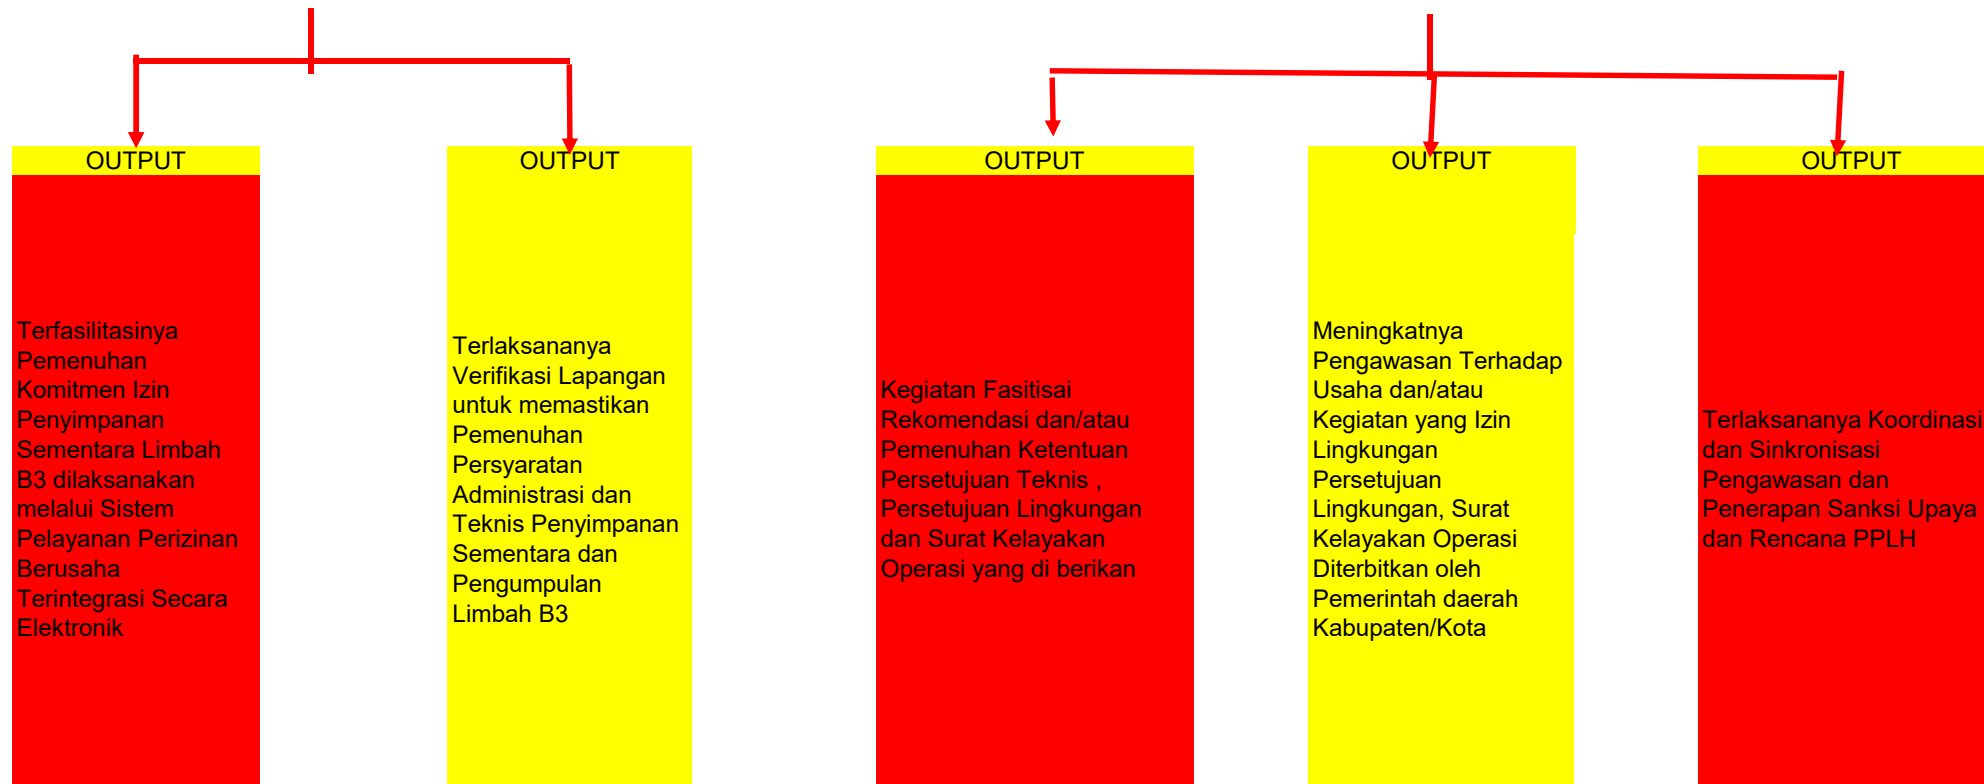 OUTPUT
Terfasilitasinya
Pemenuhan
Komitmen Izin
Penyimpanan
Sementara Limbah
B3 dilaksanakan
melalui Sistem
Pelayanan Perizinan
Berusaha
Terintegrasi Secara
Elektronik
OUTPUT
Terlaksananya
Verifikasi Lapangan
untuk memastikan
Pemenuhan
Persyaratan
Administrasi dan
Teknis Penyimpanan
Sementara dan
Pengumpulan
Limbah B3
OUTPUT
Kegiatan Fasitisai
Rekomendasi dan/atau
Pemenuhan Ketentuan
Persetujuan Teknis ,
Persetujuan Lingkungan
dan Surat Kelayakan
Operasi yang di berikan
OUTPUT
Meningkatnya
Pengawasan Terhadap
Usaha dan/atau
Kegiatan yang Izin
Lingkungan
Persetujuan
Lingkungan, Surat
Kelayakan Operasi
Diterbitkan oleh
Pemerintah daerah
Kabupaten/Kota
OUTPUT
Terlaksananya Koordinasi
dan Sinkronisasi
Pengawasan dan
Penerapan Sanksi Upaya
dan Rencana PPLH